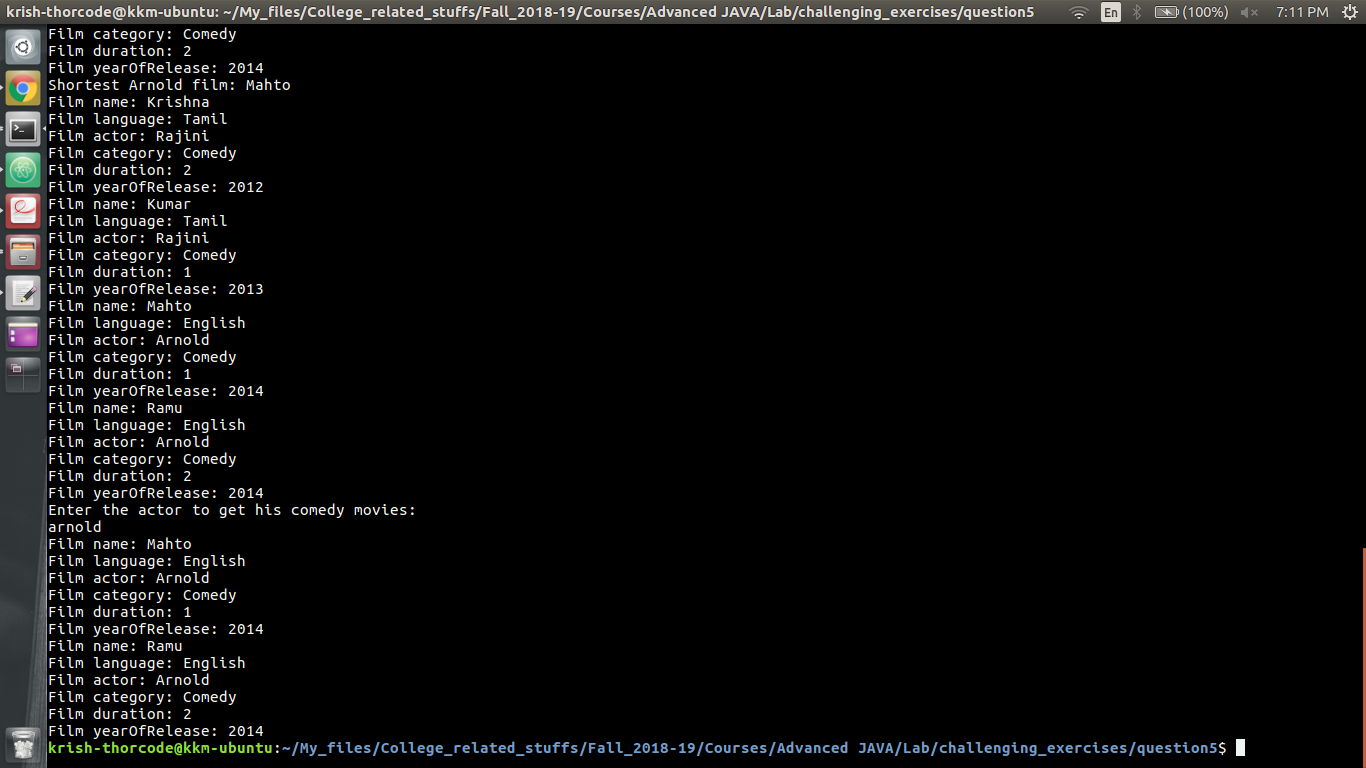 krish-thorcode@kkm-ubuntu: ~/My_files/College_related_stuffs/Fall_2018-19/Courses/Advanced JAVA/Lab/challenging_exercises/question5 En (100%) 7:11 PM
Film category: Comedy
Film duration: 2
Film yearOfRelease: 2014
Shortest Arnold film: Mahto
Film name: Krishna
Film language: Tamil
Film actor: Rajini
Film category: Comedy
Film duration: 2
Film yearOfRelease: 2012
Film name: Kumar
Film language: Tamil
Film actor: Rajini
Film category: Comedy
Film duration: 1
Film yearOfRelease: 2013
Film name: Mahto
Film language: English
Film actor: Arnold
Film category: Comedy
Film duration: 1
Film yearOfRelease: 2014
Film name: Ramu
Film language: English
Film actor: Arnold
Film category: Comedy
Film duration: 2
Film yearOfRelease: 2014
Enter the actor to get his comedy movies:
arnold
Film name: Mahto
Film language: English
Film actor: Arnold
Film category: Comedy
Film duration: 1
Film yearOfRelease: 2014
Film name: Ramu
Film language: English
Film actor: Arnold
Film category: Comedy
Film duration: 2
Film yearOfRelease: 2014
krish-thorcode@kkm-ubuntu:~/My_files/College_related_stuffs/Fall_2018-19/Courses/Advanced JAVA/Lab/challenging_exercises/question5$